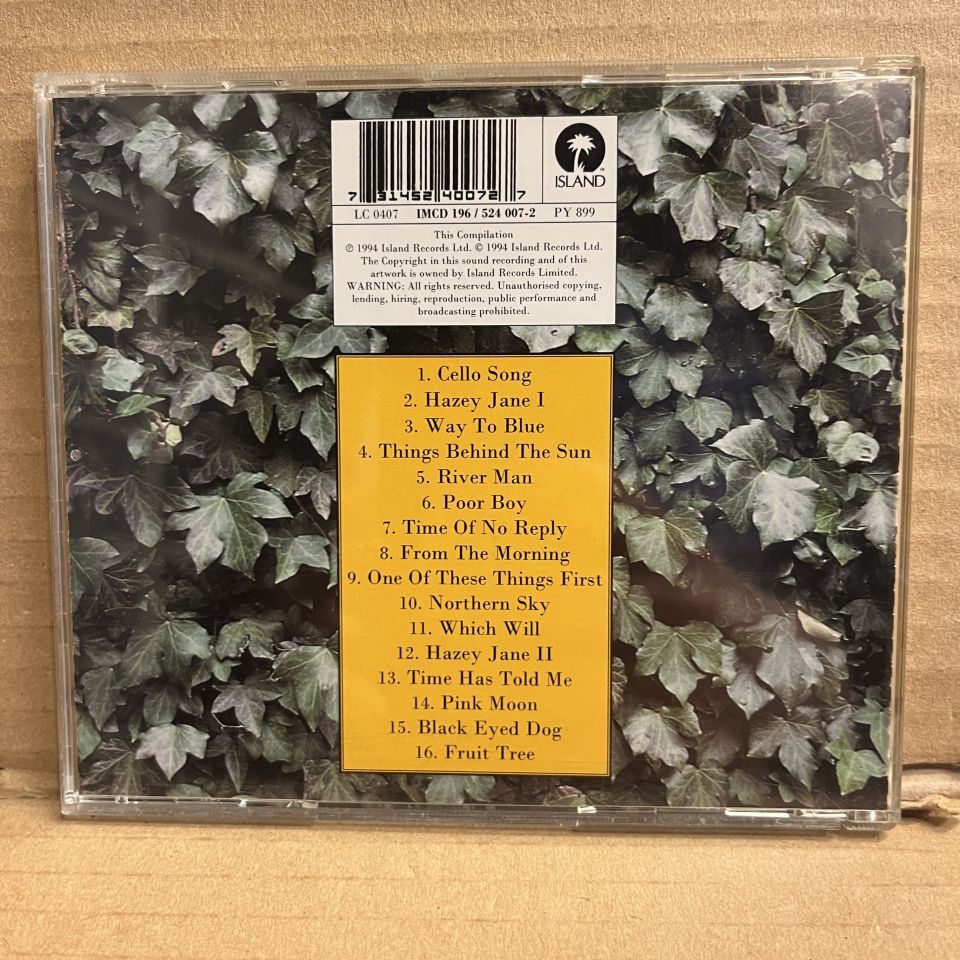 7 31452 40072 7
ISLAND
LC 0407 IMCD 196 / 524 007-2 PY 899
This Compilation
℗ 1994 Island Records Ltd. © 1994 Island Records Ltd.
The Copyright in this sound recording and of this
artwork is owned by Island Records Limited.
WARNING: All rights reserved. Unauthorised copying,
lending, hiring, reproduction, public performance and
broadcasting prohibited.
1. Cello Song
2. Hazey Jane I
3. Way To Blue
4. Things Behind The Sun
5. River Man
6. Poor Boy
7. Time Of No Reply
8. From The Morning
9. One Of These Things First
10. Northern Sky
11. Which Will
12. Hazey Jane II
13. Time Has Told Me
14. Pink Moon
15. Black Eyed Dog
16. Fruit Tree